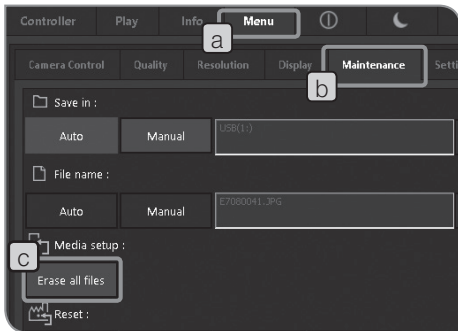 Controller Play Info Menu
a
Camera Control Quality Resolution Display Maintenance Setti
b
Save in :
Auto Manual USB(1:)
File name :
Auto Manual E7080041.JPG
Media setup :
c
Erase all files
Reset :